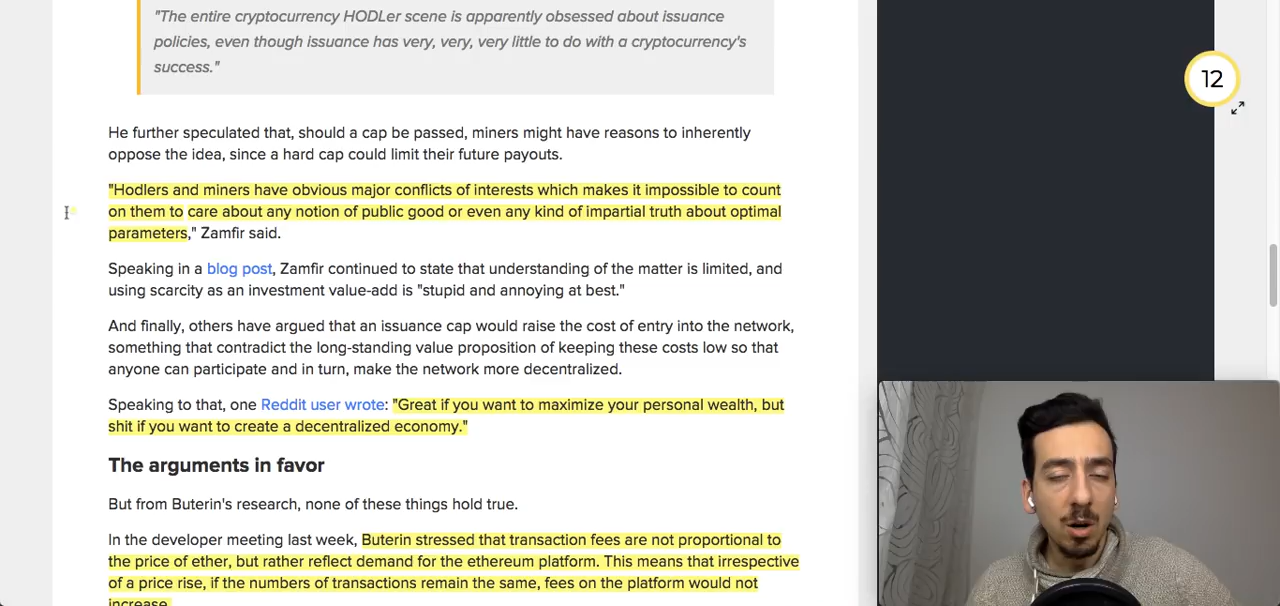 "The entire cryptocurrency HODLer scene is apparently obsessed about issuance
policies, even though issuance has very, very, very little to do with a cryptocurrency's
success."
12
He further speculated that, should a cap be passed, miners might have reasons to inherently
oppose the idea, since a hard cap could limit their future payouts.
"Hodlers and miners have obvious major conflicts of interests which makes it impossible to count
on them to care about any notion of public good or even any kind of impartial truth about optimal
parameters," Zamfir said.
Speaking in a blog post, Zamfir continued to state that understanding of the matter is limited, and
using scarcity as an investment value-add is "stupid and annoying at best."
And finally, others have argued that an issuance cap would raise the cost of entry into the network,
something that contradict the long-standing value proposition of keeping these costs low so that
anyone can participate and in turn, make the network more decentralized.
Speaking to that, one Reddit user wrote: "Great if you want to maximize your personal wealth, but
shit if you want to create a decentralized economy."
The arguments in favor
But from Buterin's research, none of these things hold true.
In the developer meeting last week, Buterin stressed that transaction fees are not proportional to
the price of ether, but rather reflect demand for the ethereum platform. This means that irrespective
of a price rise, if the numbers of transactions remain the same, fees on the platform would not
increase.